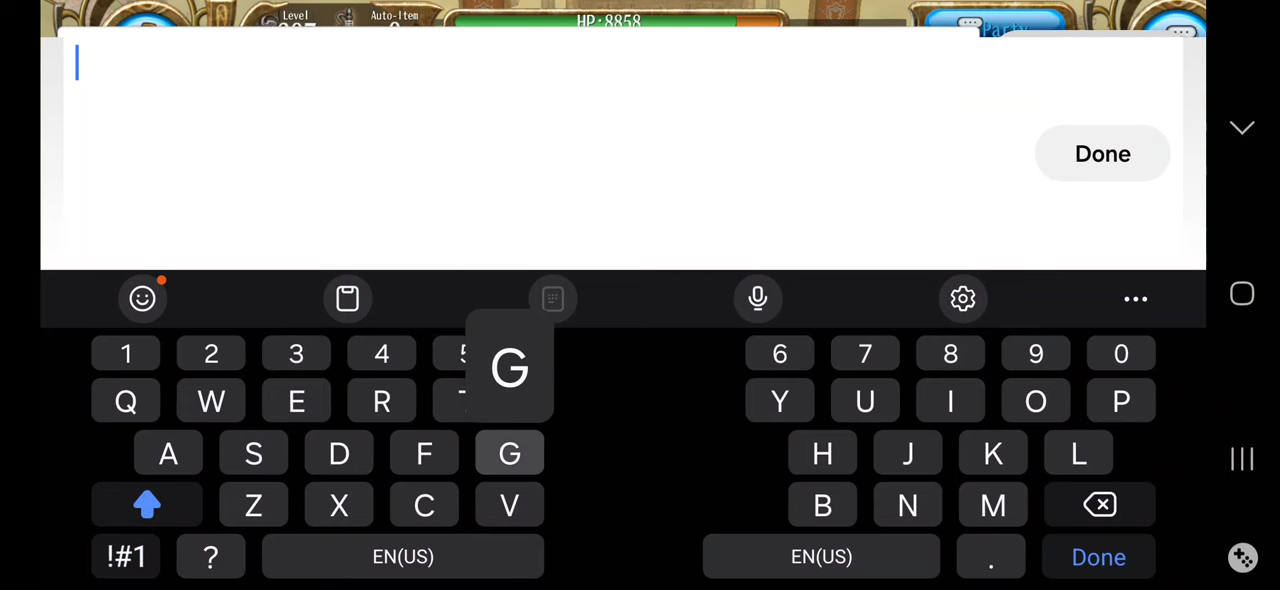 Level Auto-Item HP:8858
Party
Done
G
1 2 3 4 5 6 7 8 9 0
Q W E R Y U I O P
A S D F G H J K L
Z X C V B N M
!#1 ? EN(US) EN(US) . Done